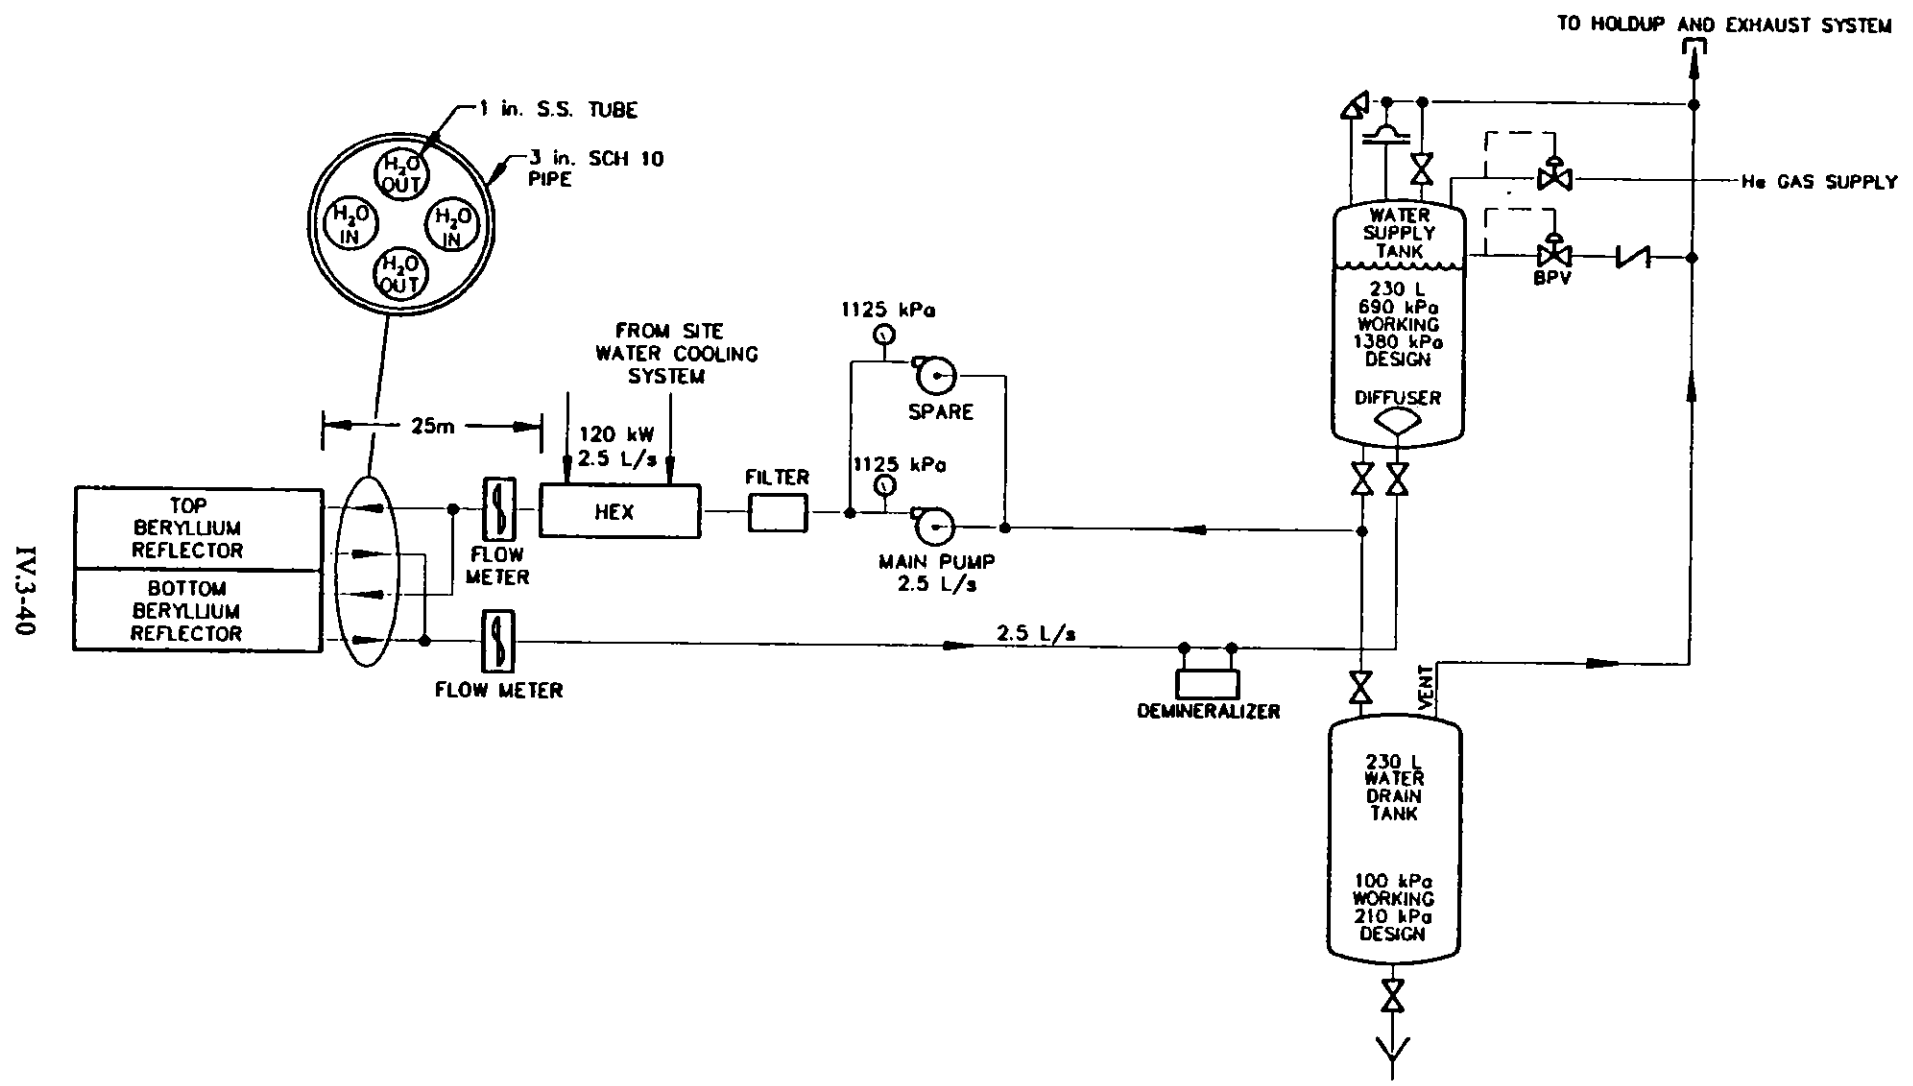 TO HOLDUP AND EXHAUST SYSTEM
1 in. S.S. TUBE
3 in. SCH 10
PIPE
H₂O
OUT
H₂O
IN
H₂O
IN
H₂O
OUT
He GAS SUPPLY
WATER
SUPPLY
TANK
BPV
230 L
690 kPa
WORKING
1380 kPa
DESIGN
DIFFUSER
1125 kPa
FROM SITE
WATER COOLING
SYSTEM
SPARE
25m
120 kW
2.5 L/s
1125 kPa
FILTER
HEX
FLOW
METER
MAIN PUMP
2.5 L/s
TOP
BERYLLIUM
REFLECTOR
BOTTOM
BERYLLIUM
REFLECTOR
2.5 L/s
FLOW METER
DEMINERALIZER
VENT
230 L
WATER
DRAIN
TANK
100 kPa
WORKING
210 kPa
DESIGN
IV.3-40